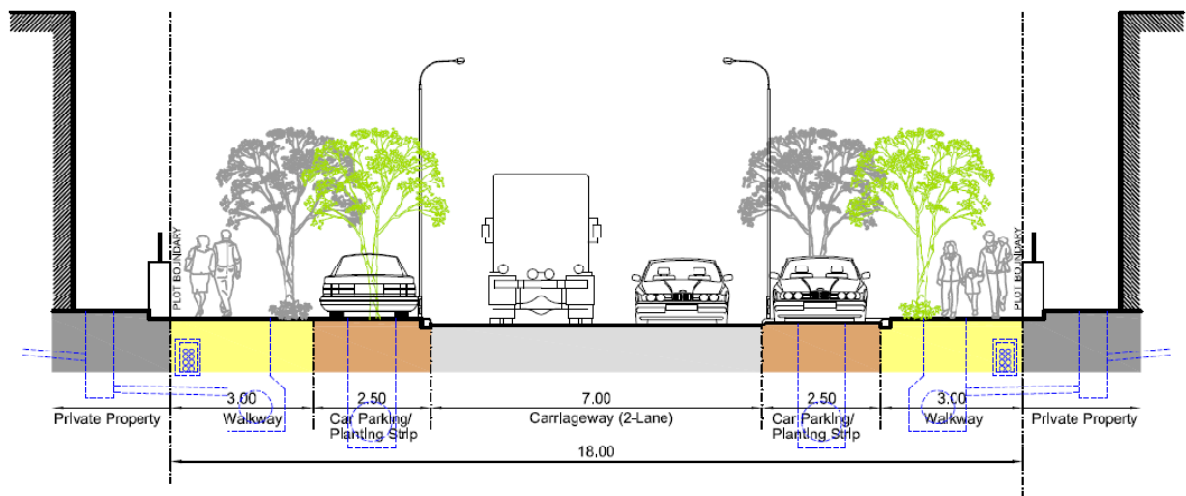 PLOT BOUNDARY
PLOT BOUNDARY
3.00
2.50
7.00
2.50
3.00
Private Property
Walkway
Car Parking/
Planting Strip
Carriageway (2-Lane)
Car Parking/
Planting Strip
Walkway
Private Property
18.00